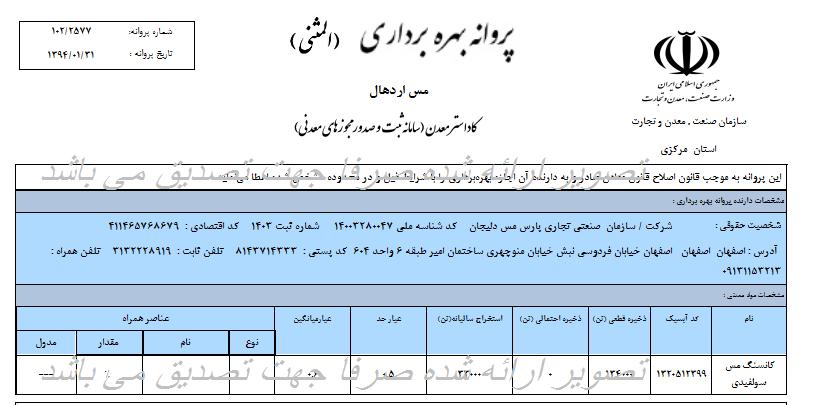 پروانه بهره برداری (المثنی)
شماره پروانه: ۱۰۲/۲۵۷۷
تاریخ پروانه : ۱۳۹۴/۰۱/۳۱
جمهوری اسلامی ایران
وزارت صنعت، معدن و تجارت
سازمان صنعت ، معدن و تجارت
استان مرکزی
مس اردهال
کاداستر معدن (سامانه ثبت و صدور مجوزهای معدنی)
این پروانه به موجب قانون اصلاح قانون معادن صادر و به دارنده آن اجازه بهره‌برداری را با شرایط ذیل و در محدوده
تصویر ارائه شده صرفا جهت تصدیق می باشد
مشخصات دارنده پروانه بهره برداری :
شخصیت حقوقی : شرکت / سازمان صنعتی تجاری پارس مس دلیجان کد شناسه ملی ۱۴۰۰۳۲۸۰۰۴۷ شماره ثبت ۱۴۰۳ کد اقتصادی : ۴۱۱۴۶۵۷۶۸۶۷۹
آدرس : اصفهان اصفهان اصفهان خیابان فردوسی نبش خیابان منوچهری ساختمان امیر طبقه ۶ واحد ۶۰۴ کد پستی : ۸۱۴۳۷۱۴۳۳۳ تلفن ثابت : ۳۱۳۲۲۲۸۹۱۹ تلفن همراه :
۰۹۱۳۱۱۵۳۲۱۳
مشخصات مواد معدنی :
نام کد آیسیک ذخیره قطعی (تن) ذخیره احتمالی (تن) استخراج سالیانه(تن) عیار حد عیارمیانگین عناصر همراه
نوع نام مقدار مدول
کانسنگ مس سولفیدی ۱۳۲۰۵۱۲۳۹۹ ۱۳۴۰۰۰ ۰ ۳۳۰۰۰ ۰.۵ ---
تصویر ارائه شده صرفا جهت تصدیق می باشد